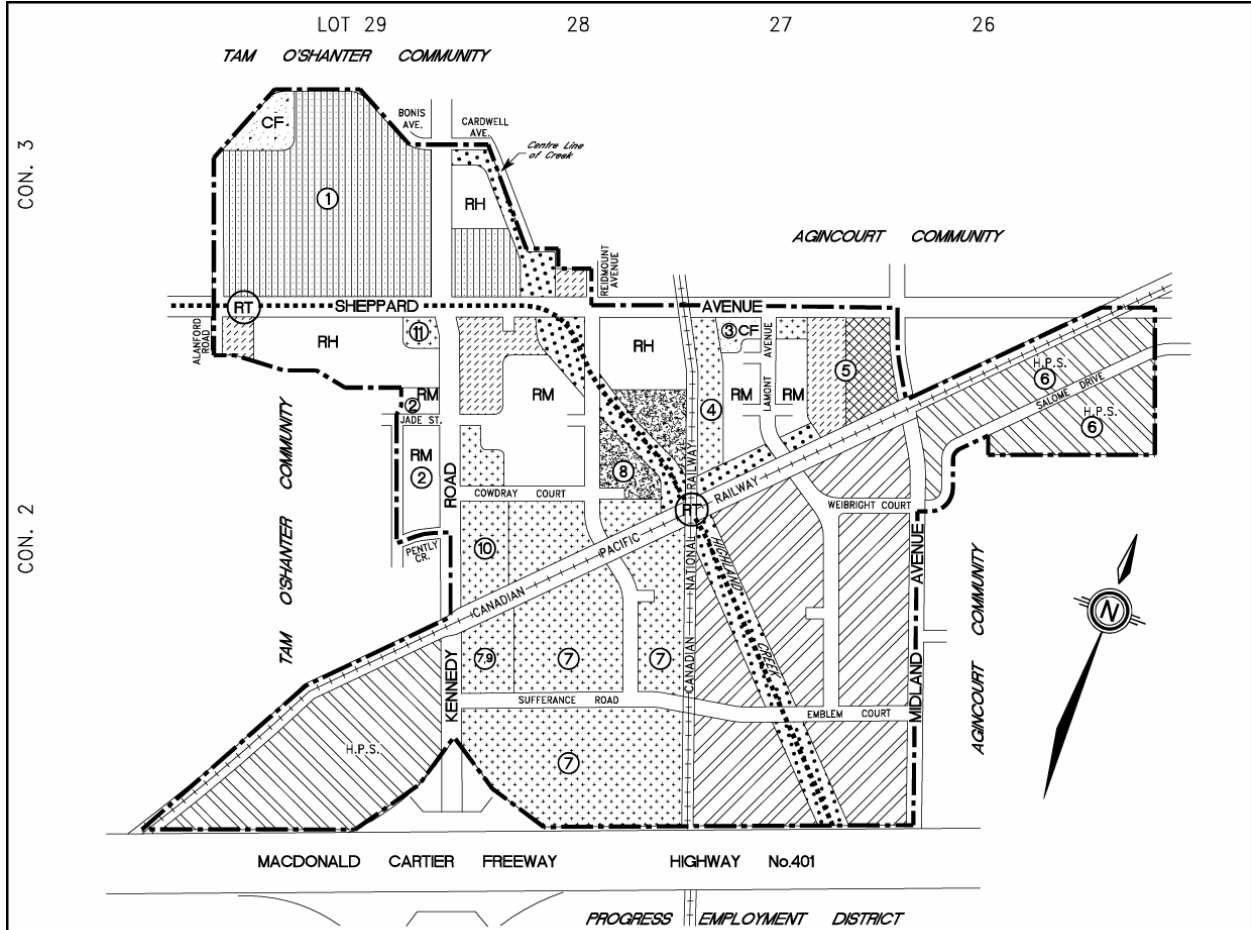 LOT 29 28 27 26
TAM O'SHANTER COMMUNITY
CON. 3
CF
BONIS
AVE.
CARDWELL
AVE.
Centre Line
of Creek
1
RH
REIDMOUNT
AVENUE
AGINCOURT COMMUNITY
RT
SHEPPARD AVENUE
ALANFORD
ROAD
RH
11
RH
3 CF
LAMONT AVENUE
5
H.P.S.
6
SALOME DRIVE
H.P.S.
6
RM
2
JADE ST.
RM
RM
RM
4
RM
2
8
TAM O'SHANTER COMMUNITY
CON. 2
KENNEDY ROAD
COWDRAY COURT
RT
CANADIAN PACIFIC RAILWAY
CANADIAN NATIONAL RAILWAY
WEIBRIGHT COURT
MIDLAND AVENUE
AGINCOURT COMMUNITY
PENTLY
CR.
10
HIGHLAND CREEK
N
7,9
7
7
SUFFERANCE ROAD
EMBLEM COURT
H.P.S.
7
MACDONALD CARTIER FREEWAY HIGHWAY No.401
PROGRESS EMPLOYMENT DISTRICT